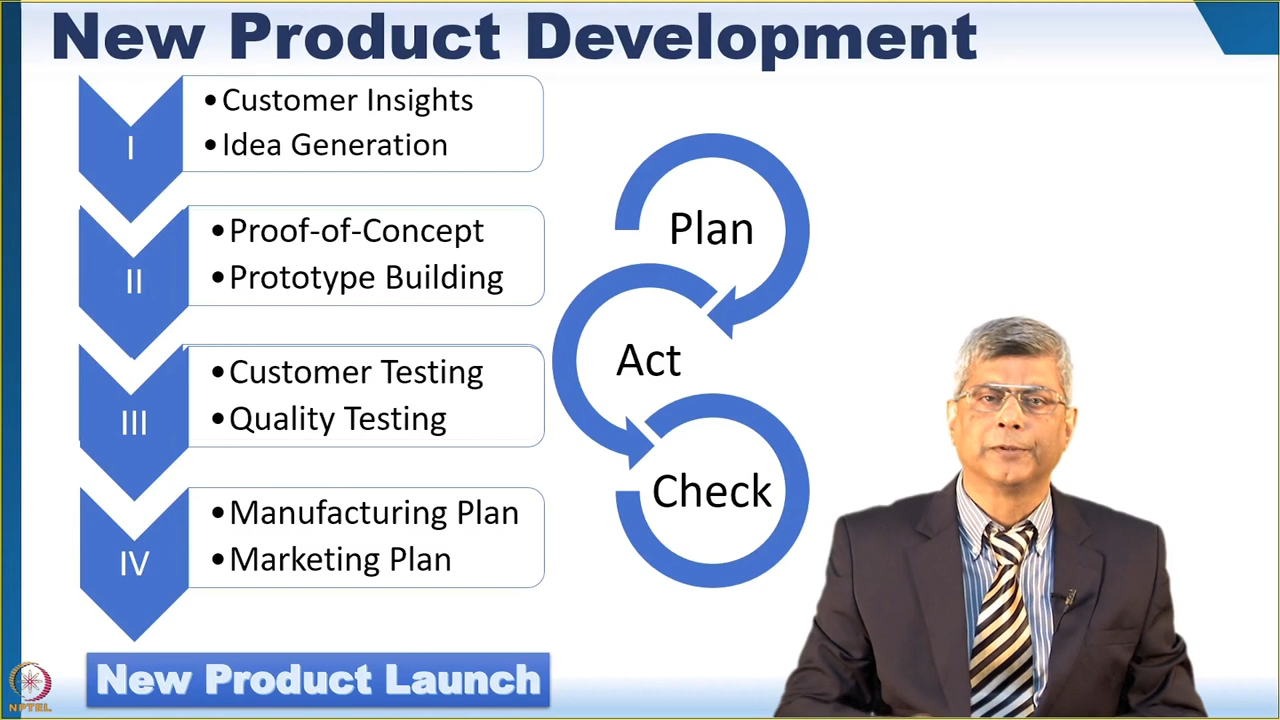 New Product Development
I
•Customer Insights
•Idea Generation
II
•Proof-of-Concept
•Prototype Building
III
•Customer Testing
•Quality Testing
IV
•Manufacturing Plan
•Marketing Plan
New Product Launch
Plan
Act
Check
NPTEL